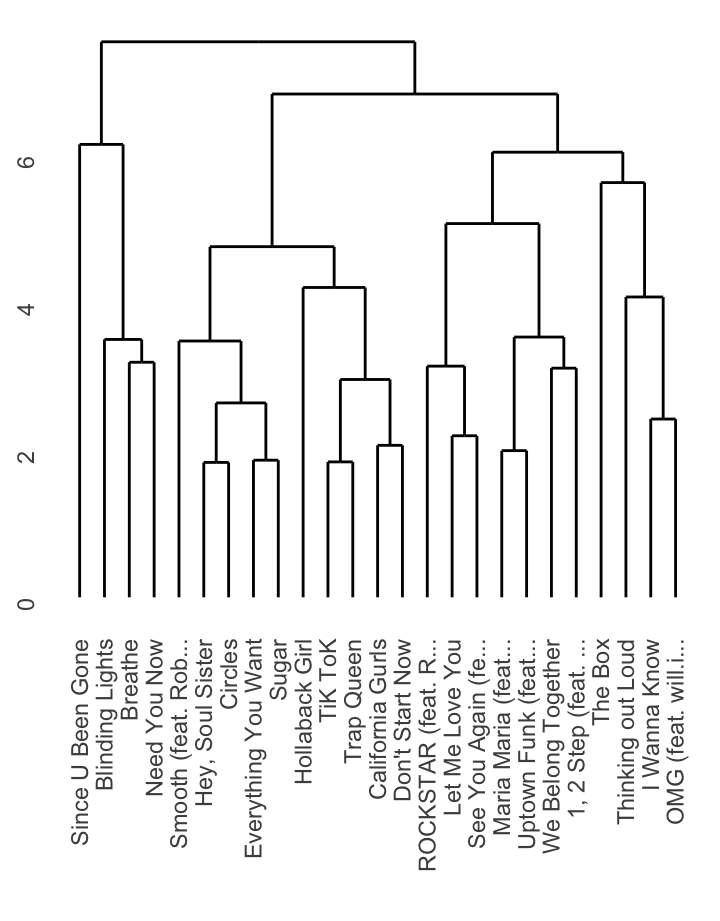 6
4
2
0
Since U Been Gone
Blinding Lights
Breathe
Need You Now
Smooth (feat. Rob...
Hey, Soul Sister
Circles
Everything You Want
Sugar
Hollaback Girl
TiK ToK
Trap Queen
California Gurls
Don't Start Now
ROCKSTAR (feat. R...
Let Me Love You
See You Again (fe...
Maria Maria (feat...
Uptown Funk (feat...
We Belong Together
1, 2 Step (feat. ...
The Box
Thinking out Loud
I Wanna Know
OMG (feat. will.i...